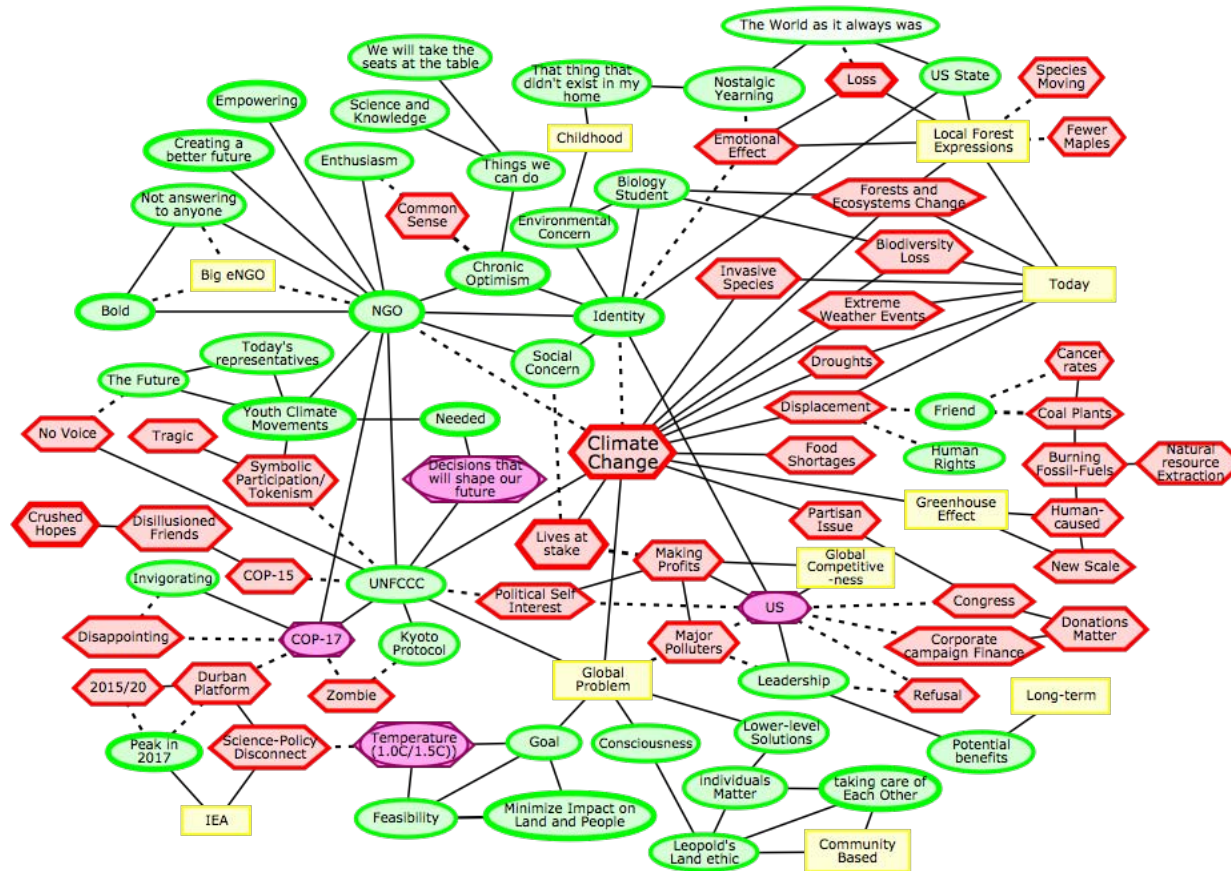 The World as it always was
We will take the
seats at the table
That thing that
didn't exist in my
home
Nostalgic
Yearning
Loss
US State
Species
Moving
Empowering
Science and
Knowledge
Childhood
Emotional
Effect
Local Forest
Expressions
Fewer
Maples
Creating a
better future
Enthusiasm
Things we
can do
Biology
Student
Forests and
Ecosystems Change
Not answering
to anyone
Common
Sense
Environmental
Concern
Biodiversity
Loss
Big eNGO
Chronic
Optimism
Invasive
Species
Today
Bold
NGO
Identity
Extreme
Weather Events
Today's
representatives
Social
Concern
Droughts
Cancer
rates
The Future
Youth Climate
Movements
Needed
Displacement
Friend
Coal Plants
No Voice
Tragic
Symbolic
Participation/
Tokenism
Decisions that
will shape our
future
Climate
Change
Food
Shortages
Human
Rights
Burning
Fossil-Fuels
Natural
resource
Extraction
Crushed
Hopes
Disillusioned
Friends
Lives at
stake
Partisan
Issue
Greenhouse
Effect
Human-
caused
Making
Profits
Global
Competitive
-ness
New Scale
Invigorating
COP-15
UNFCCC
Political Self
Interest
US
Congress
Disappointing
COP-17
Kyoto
Protocol
Major
Polluters
Corporate
campaign Finance
Donations
Matter
2015/20
Durban
Platform
Zombie
Global
Problem
Leadership
Refusal
Long-term
Peak in
2017
Science-Policy
Disconnect
Temperature
(1.0C/1.5C))
Goal
Consciousness
Lower-level
Solutions
Potential
benefits
IEA
Feasibility
Minimize Impact on
Land and People
individuals
Matter
taking care of
Each Other
Leopold's
Land ethic
Community
Based